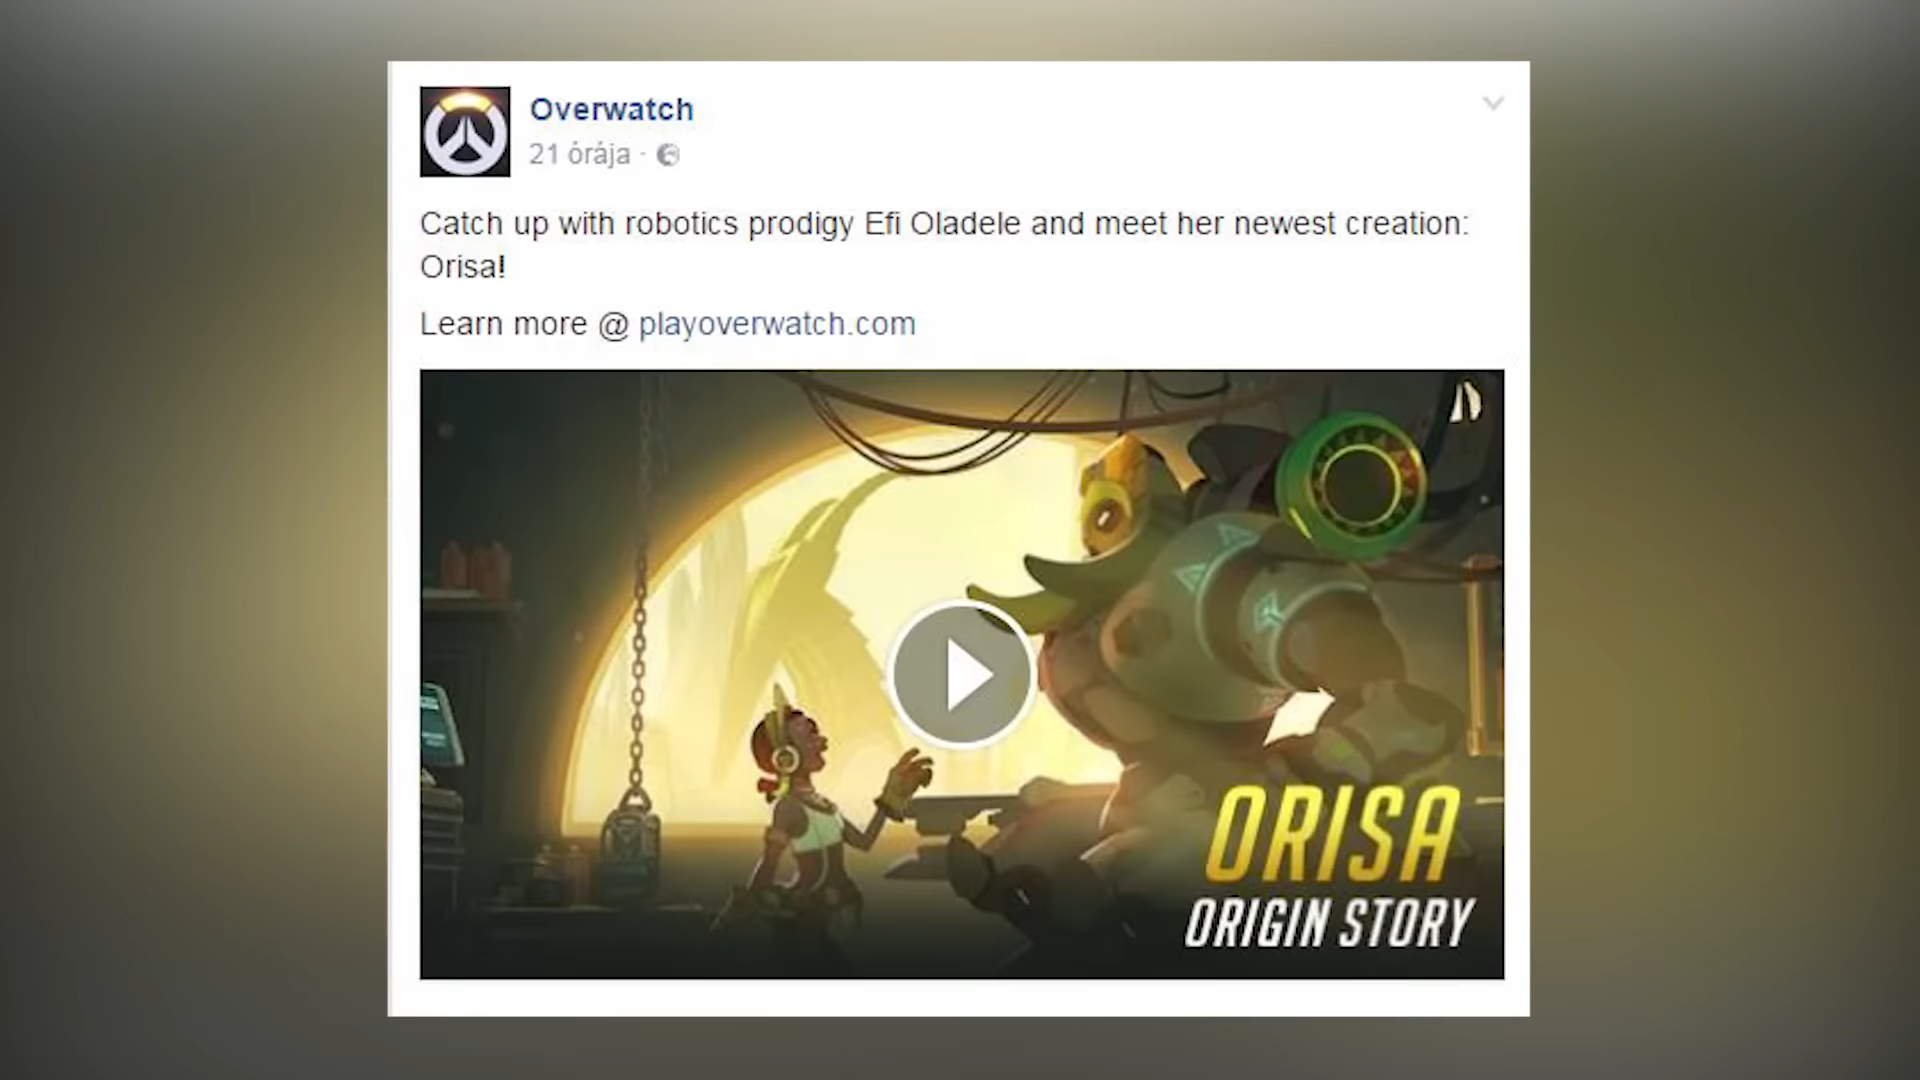 Overwatch
21 órája ·
Catch up with robotics prodigy Efi Oladele and meet her newest creation:
Orisa!
Learn more @ playoverwatch.com
ORISA
ORIGIN STORY